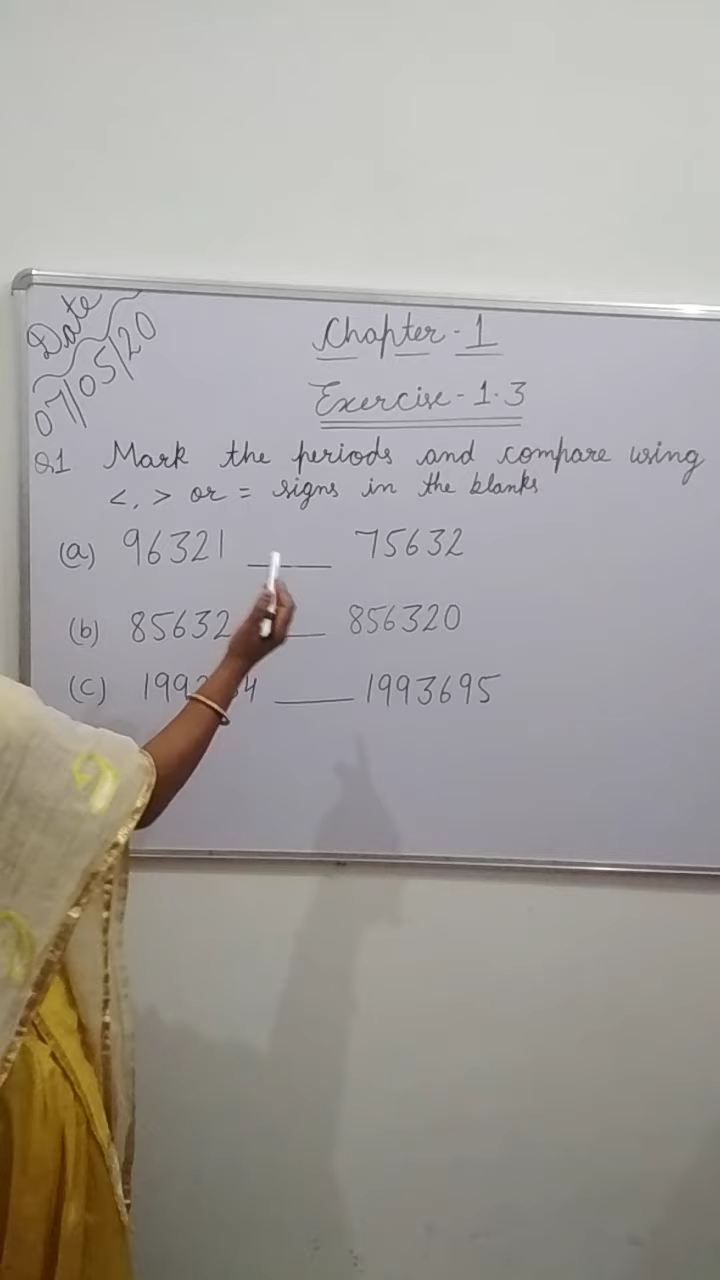 Date
07/05/20
Chapter-1
Exercise-1.3
Q.1 Mark the periods and compare using
<, > or = signs in the blanks
(a) 96321 ____ 75632
(b) 85632 ____ 856320
(c) ____ 1993695